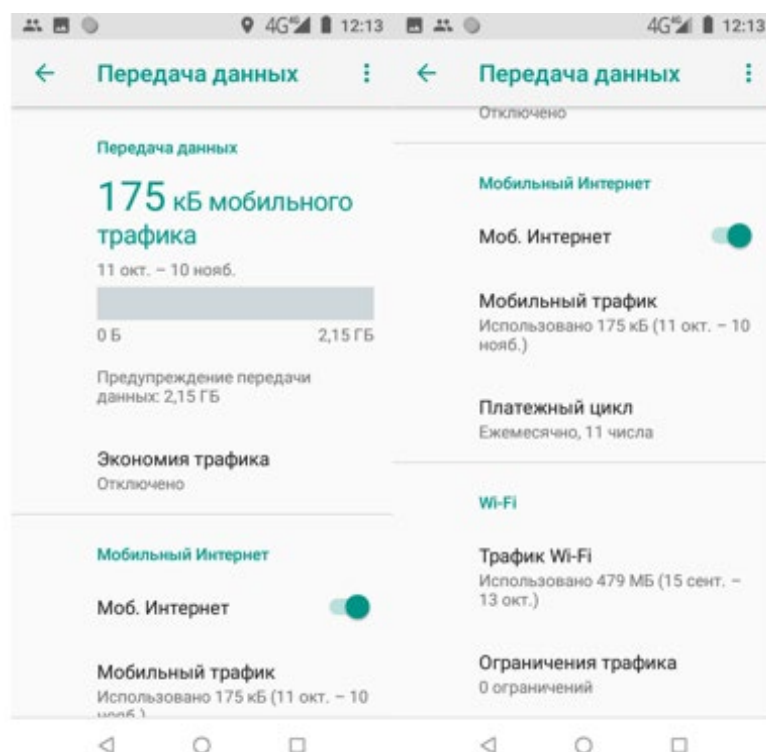 4G 12:13
Передача данных
Передача данных
175 кБ мобильного
трафика
11 окт. – 10 нояб.
0 Б 2,15 ГБ
Предупреждение передачи
данных: 2,15 ГБ
Экономия трафика
Отключено
Мобильный Интернет
Моб. Интернет
Мобильный трафик
Использовано 175 кБ (11 окт. – 10
нояб.)
4G 12:13
Передача данных
Отключено
Мобильный Интернет
Моб. Интернет
Мобильный трафик
Использовано 175 кБ (11 окт. – 10
нояб.)
Платежный цикл
Ежемесячно, 11 числа
Wi-Fi
Трафик Wi-Fi
Использовано 479 МБ (15 сент. –
13 окт.)
Ограничения трафика
0 ограничений